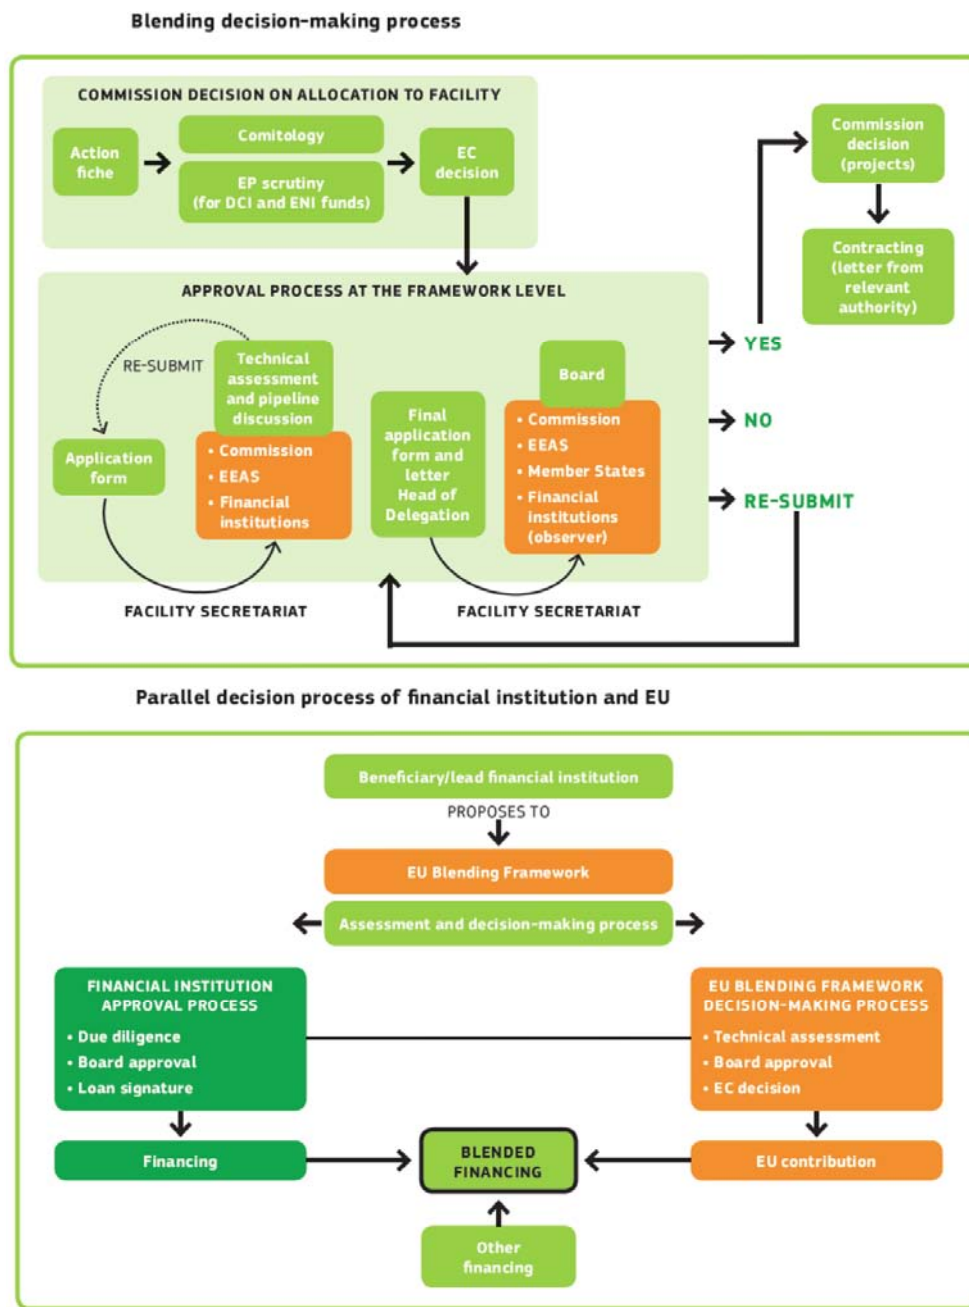 Blending decision-making process
COMMISSION DECISION ON ALLOCATION TO FACILITY
Action
fiche
Comitology
EP scrutiny
(for DCI and ENI funds)
EC
decision
Commission
decision
(projects)
Contracting
(letter from
relevant
authority)
APPROVAL PROCESS AT THE FRAMEWORK LEVEL
RE-SUBMIT
Technical
assessment
and pipeline
discussion
Application
form
• Commission
• EEAS
• Financial
institutions
Final
application
form and
letter
Head of
Delegation
Board
• Commission
• EEAS
• Member States
• Financial
institutions
(observer)
YES
NO
RE-SUBMIT
FACILITY SECRETARIAT
FACILITY SECRETARIAT
Parallel decision process of financial institution and EU
Beneficiary/lead financial institution
PROPOSES TO
EU Blending Framework
Assessment and decision-making process
FINANCIAL INSTITUTION
APPROVAL PROCESS
• Due diligence
• Board approval
• Loan signature
EU BLENDING FRAMEWORK
DECISION-MAKING PROCESS
• Technical assessment
• Board approval
• EC decision
Financing
BLENDED
FINANCING
EU contribution
Other
financing